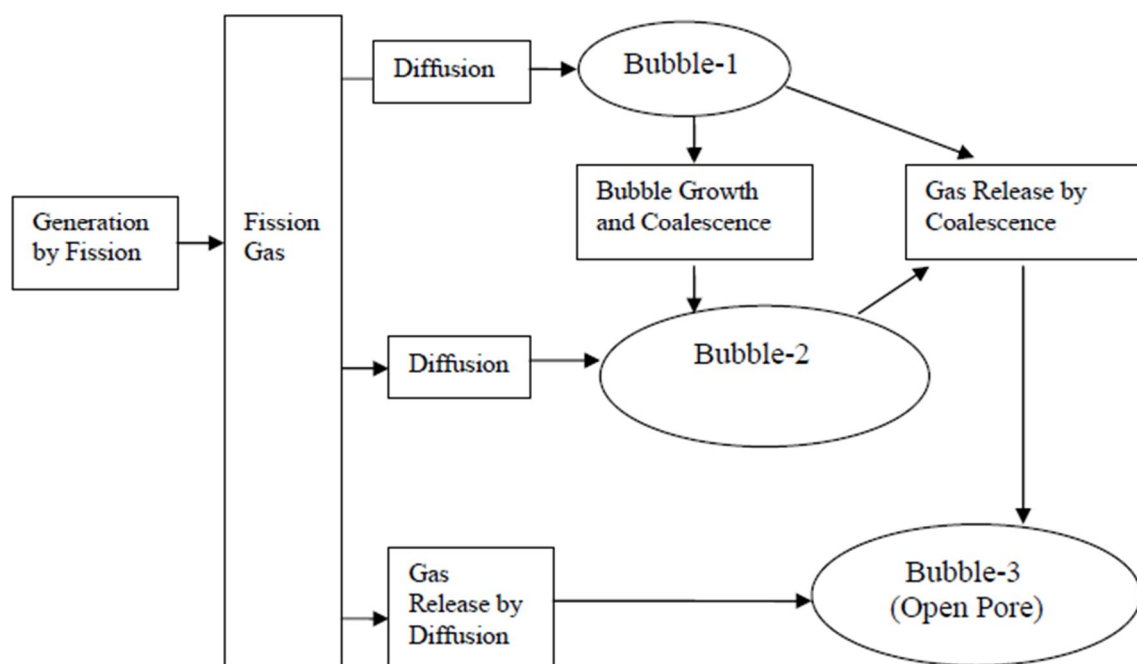 Diffusion
Bubble-1
Generation
by Fission
Fission
Gas
Bubble Growth
and Coalescence
Gas Release by
Coalescence
Diffusion
Bubble-2
Gas
Release by
Diffusion
Bubble-3
(Open Pore)